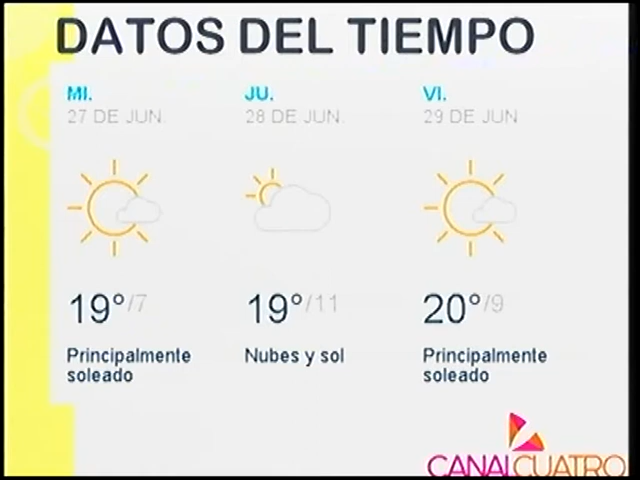 DATOS DEL TIEMPO
MI. JU. VI.
27 DE JUN. 28 DE JUN. 29 DE JUN
19°/7 19°/11 20°/9
Principalmente soleado
Nubes y sol
Principalmente soleado
CANALCUATRO